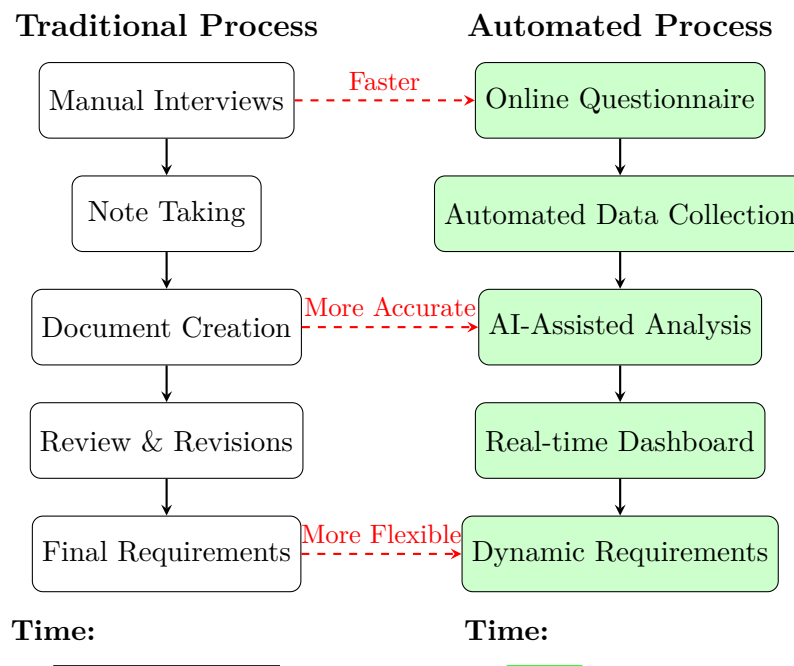 Traditional Process
Automated Process
Manual Interviews
Faster
Online Questionnaire
Note Taking
Automated Data Collection
Document Creation
More Accurate
AI-Assisted Analysis
Review & Revisions
Real-time Dashboard
Final Requirements
More Flexible
Dynamic Requirements
Time:
Time: